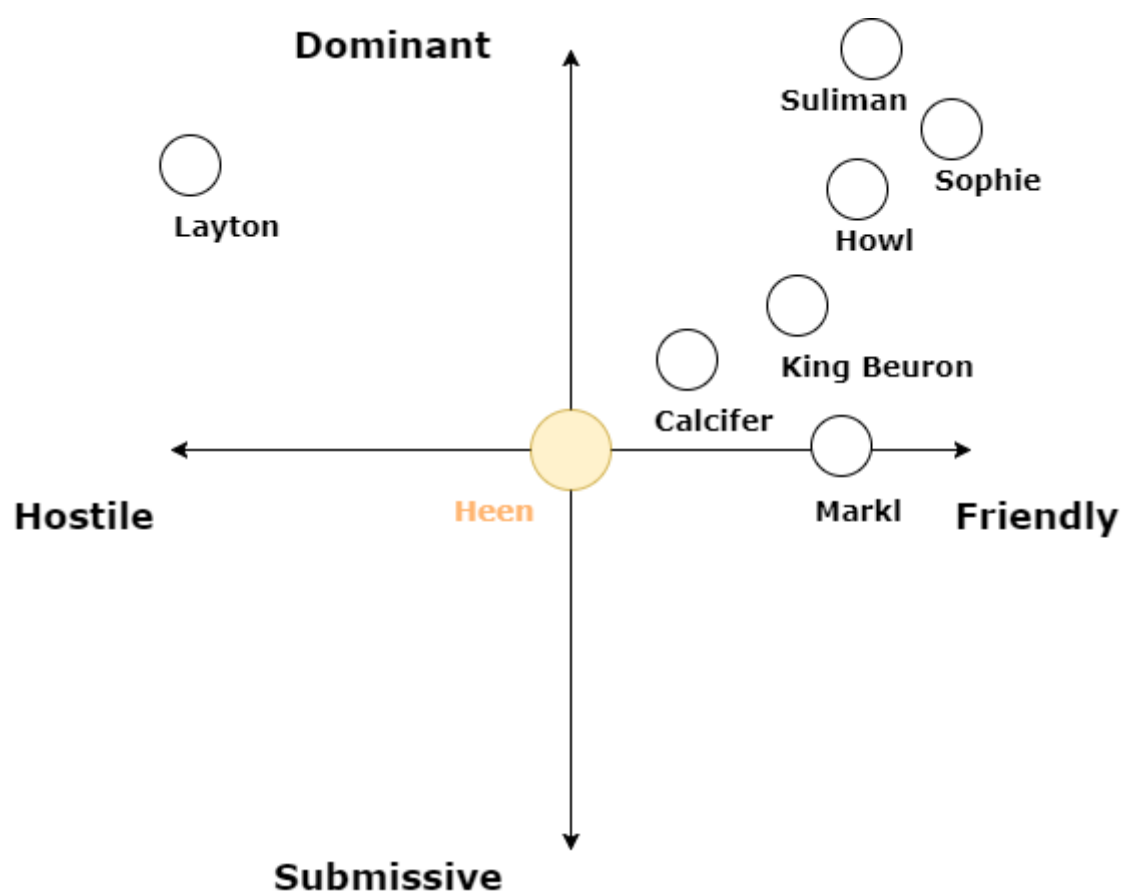 Dominant
Suliman
Sophie
Layton
Howl
King Beuron
Calcifer
Heen
Markl
Hostile
Friendly
Submissive